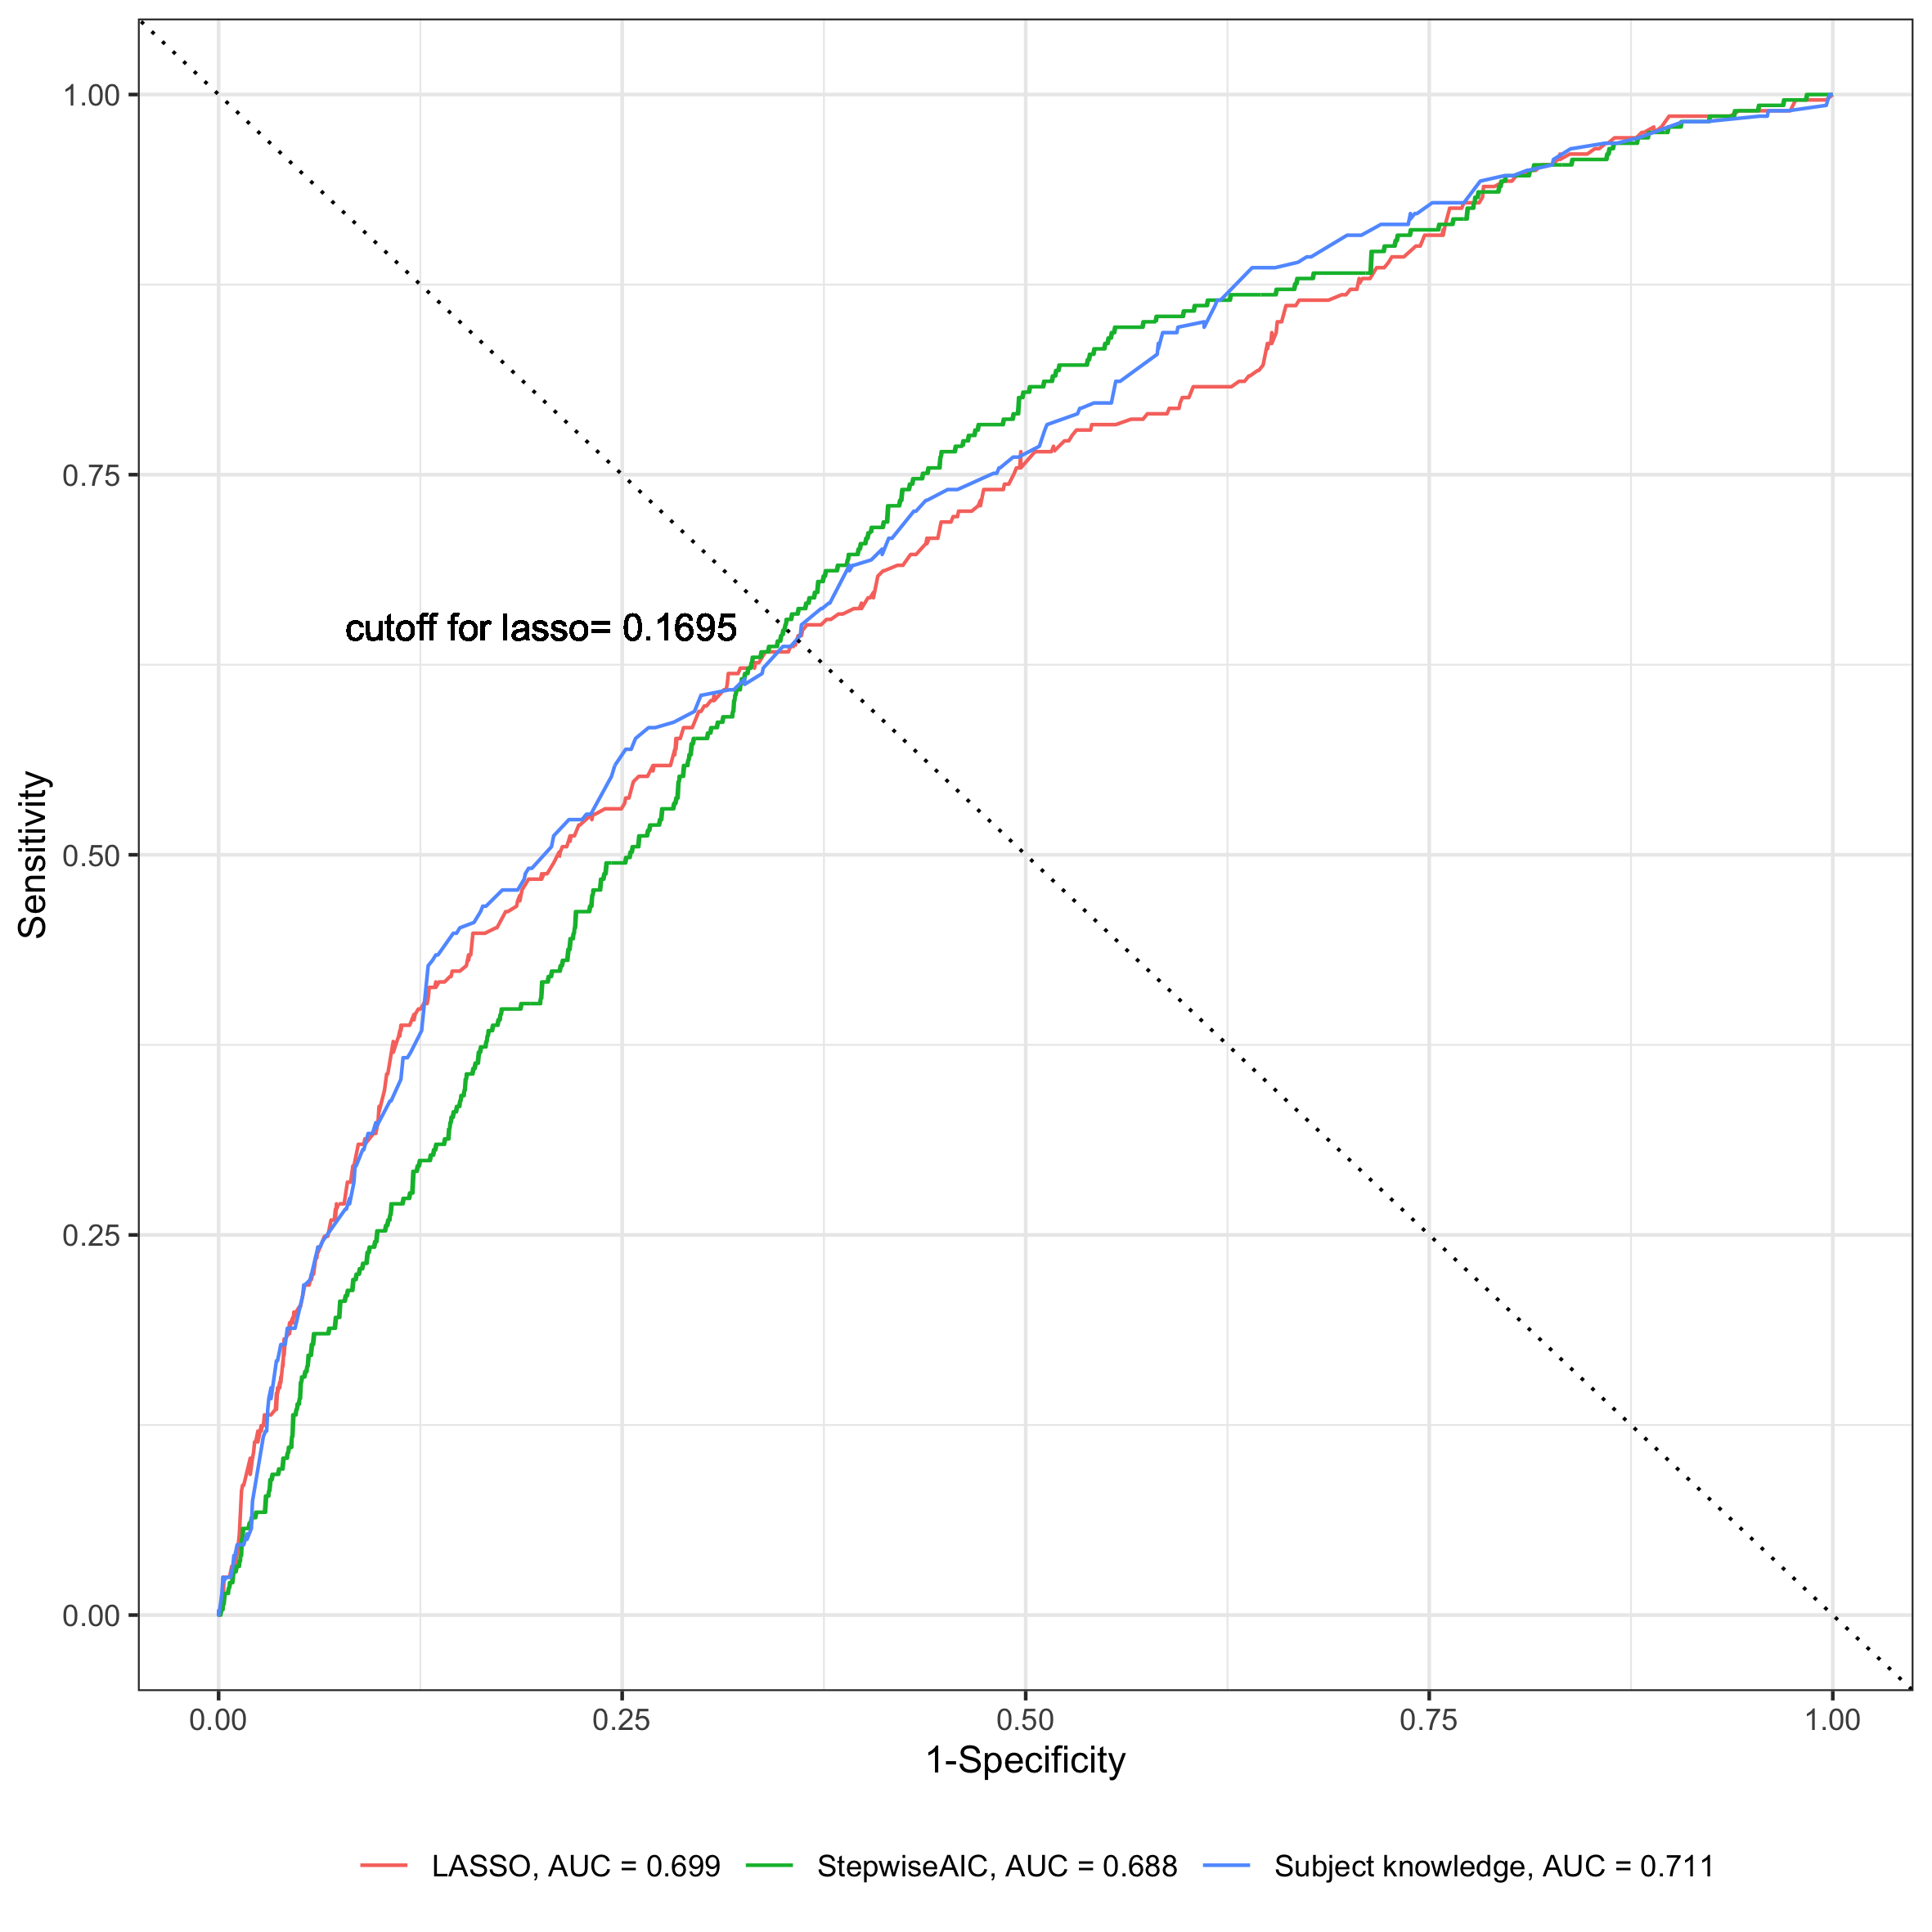 1.00
0.75
0.50
0.25
0.00
Sensitivity
cutoff for lasso= 0.1695
0.00 0.25 0.50 0.75 1.00
1-Specificity
LASSO, AUC = 0.699 StepwiseAIC, AUC = 0.688 Subject knowledge, AUC = 0.711